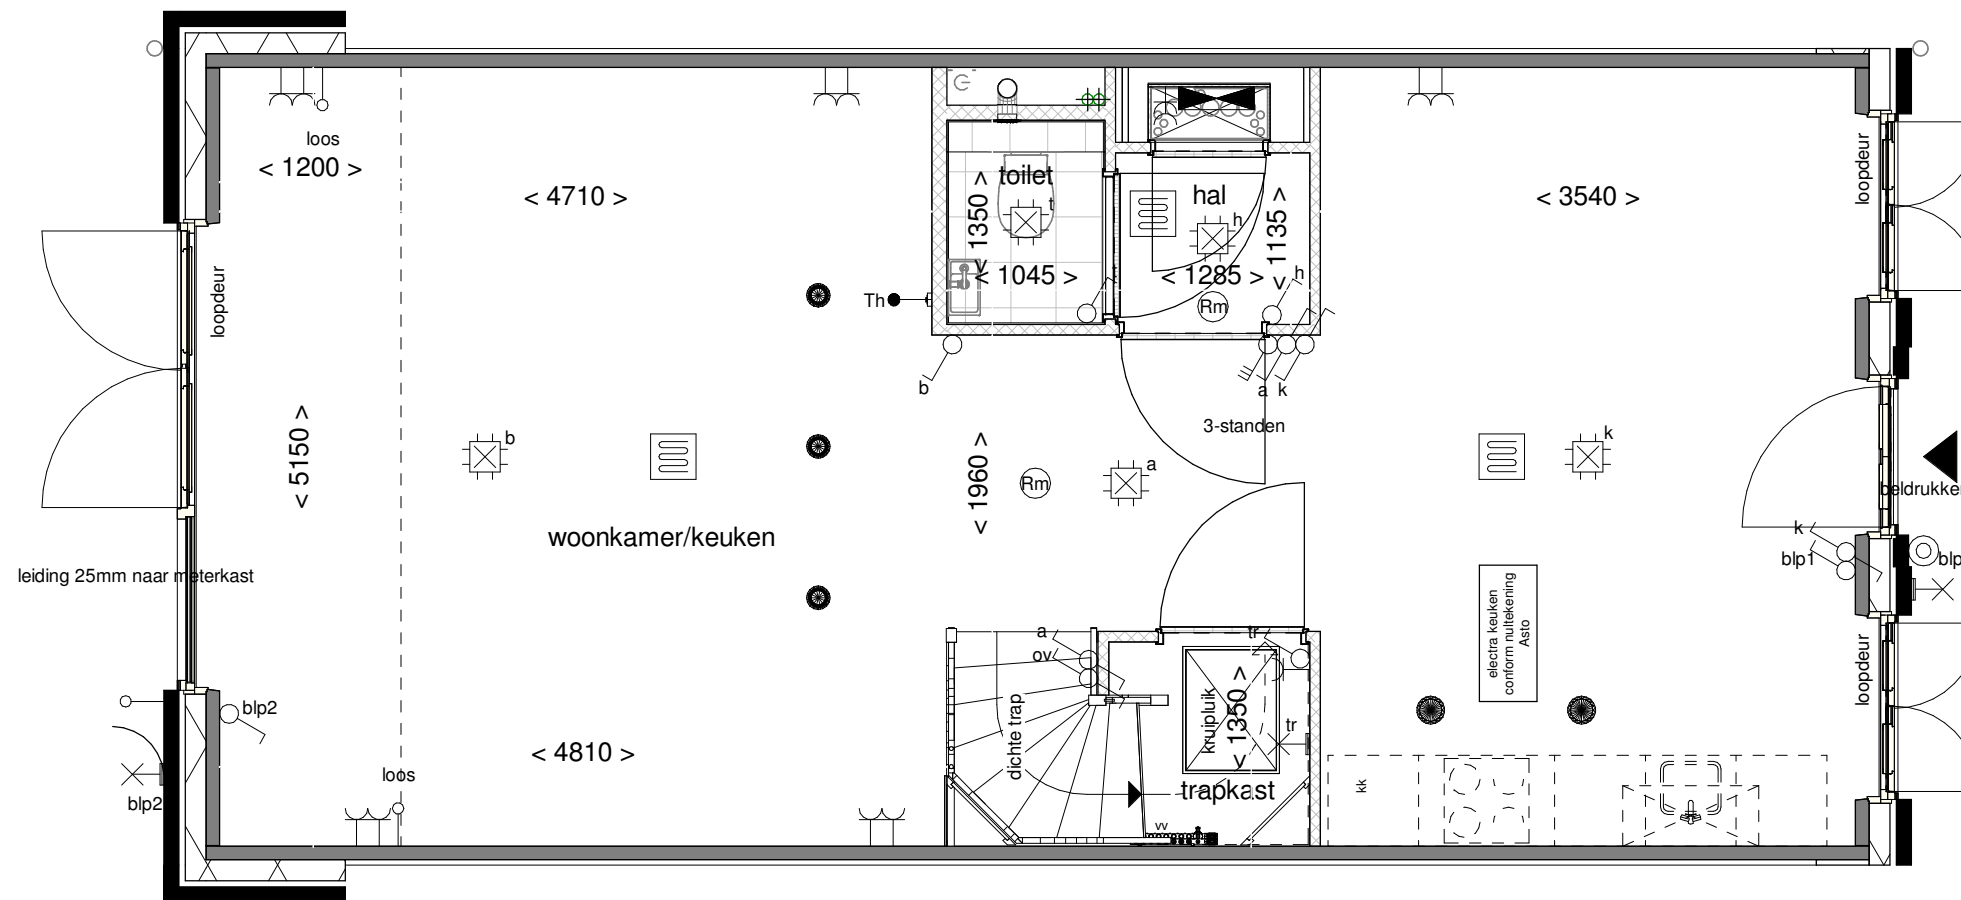 loos
< 1200 >
< 4710 >
loopdeur
< 5150 >
b
woonkamer/keuken
leiding 25mm naar meterkast
blp2
blp2
loos
< 4810 >
Th
toilet
t
< 1350 >
< 1045 >
t
b
hal
h
< 1135 >
< 1285 >
h
Rm
a k
3-standen
< 1960 >
Rm
a
a
ov
dichte trap
tr
kruipluik
< 1350 >
tr
trapkast
vv
< 3540 >
loopdeur
k
beldrukke
k
blp1
blp
electra keuken
conform nultekening
Asto
loopdeur
kk